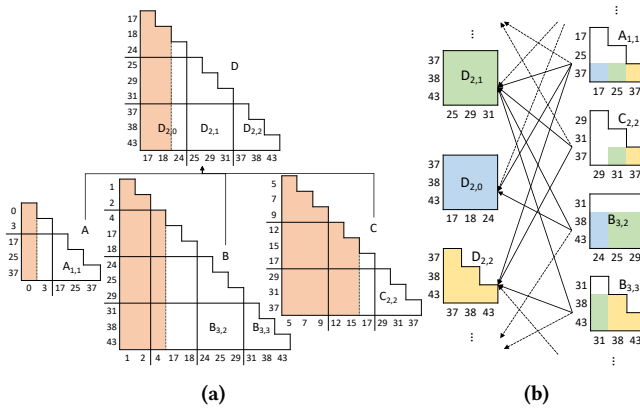 17
18
24
25
29
31
37
38
43
D
D2,0 D2,1 D2,2
17 18 24 25 29 31 37 38 43
0
3
17
25
37
A
A1,1
0 3 17 25 37
1
2
4
17
18
24
25
29
31
38
43
B
B3,2 B3,3
1 2 4 17 18 24 25 29 31 38 43
5
7
9
12
15
17
29
31
37
C
C2,2
5 7 9 12 15 17 29 31 37
(a)
...
37
38
43
D2,1
25 29 31
37
38
43
D2,0
17 18 24
37
38
43
D2,2
37 38 43
...
...
17
25
37
A1,1
17 25 37
29
31
37
C2,2
29 31 37
31
38
43
B3,2
24 25 29
31
38
43
B3,3
31 38 43
...
(b)